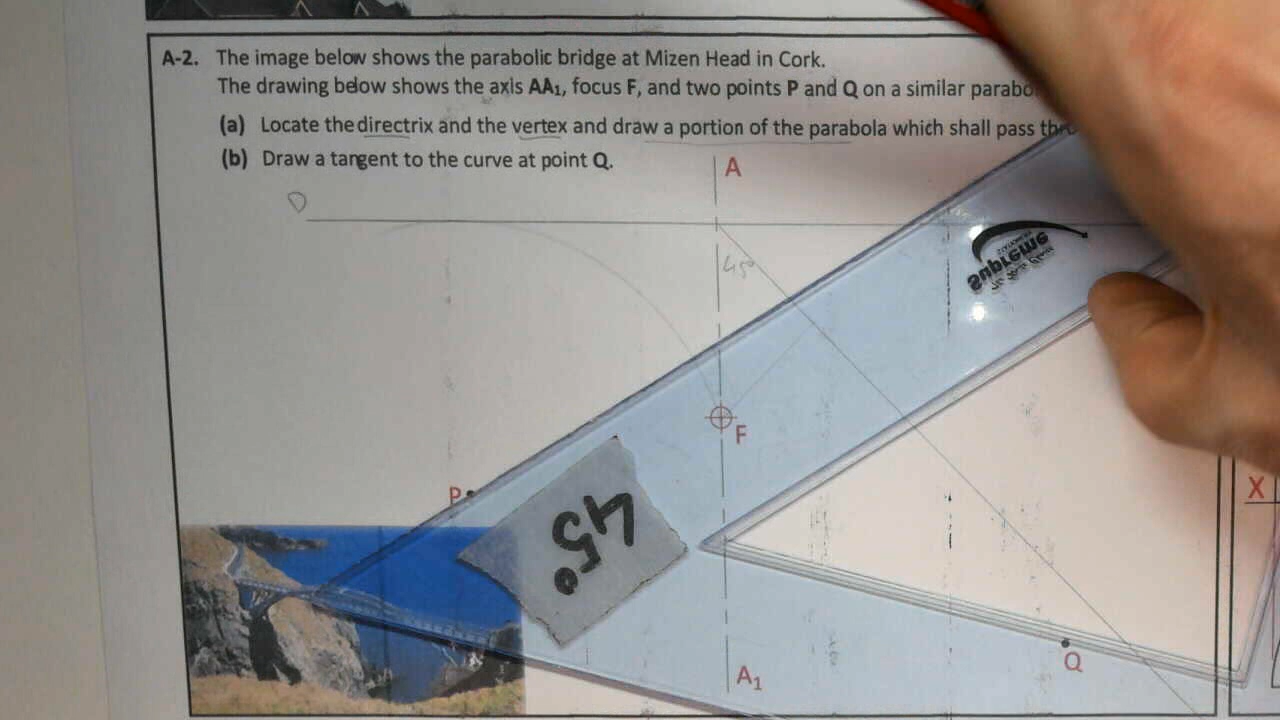 A-2. The image below shows the parabolic bridge at Mizen Head in Cork.
The drawing below shows the axis AA₁, focus F, and two points P and Q on a similar
(a) Locate the directrix and the vertex and draw a portion of the parabola which shall pass
(b) Draw a tangent to the curve at point Q.
A
D
45°
Supreme
F
P
X
45°
Q
A₁